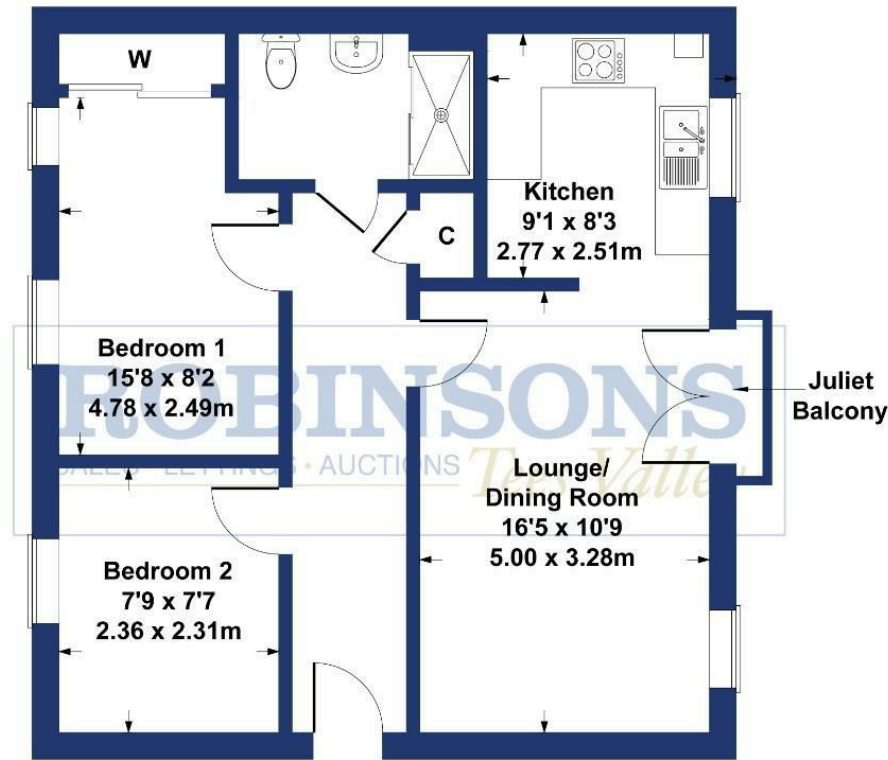 W
C
Kitchen
9'1 x 8'3
2.77 x 2.51m
Bedroom 1
15'8 x 8'2
4.78 x 2.49m
Juliet
Balcony
ROBINSONS
SALES · LETTINGS · AUCTIONS
Tees Valley
Lounge/
Dining Room
16'5 x 10'9
5.00 x 3.28m
Bedroom 2
7'9 x 7'7
2.36 x 2.31m